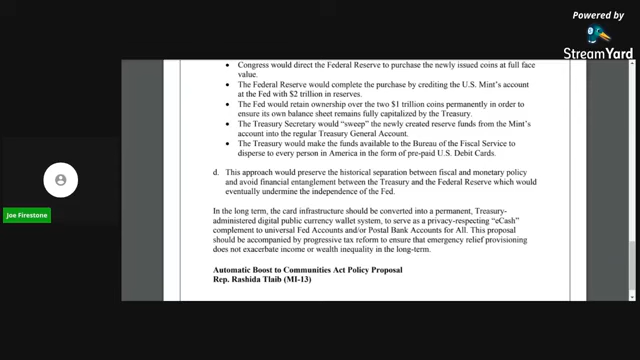 Powered by
StreamYard
• Congress would direct the Federal Reserve to purchase the newly issued coins at full face
value.
• The Federal Reserve would complete the purchase by crediting the U.S. Mint's account
at the Fed with $2 trillion in reserves.
• The Fed would retain ownership over the two $1 trillion coins permanently in order to
ensure its own balance sheet remains fully capitalized by the Treasury.
• The Treasury Secretary would “sweep” the newly created reserve funds from the Mint's
account into the regular Treasury General Account.
• The Treasury would make the funds available to the Bureau of the Fiscal Service to
disperse to every person in America in the form of pre-paid U.S. Debit Cards.
d. This approach would preserve the historical separation between fiscal and monetary policy
and avoid financial entanglement between the Treasury and the Federal Reserve which would
eventually undermine the independence of the Fed.
In the long term, the card infrastructure should be converted into a permanent, Treasury-
administered digital public currency wallet system, to serve as a privacy-respecting “eCash”
complement to universal Fed Accounts and/or Postal Bank Accounts for All. This proposal
should be accompanied by progressive tax reform to ensure that emergency relief provisioning
does not exacerbate income or wealth inequality in the long-term.
Automatic Boost to Communities Act Policy Proposal
Rep. Rashida Tlaib (MI-13)
Joe Firestone